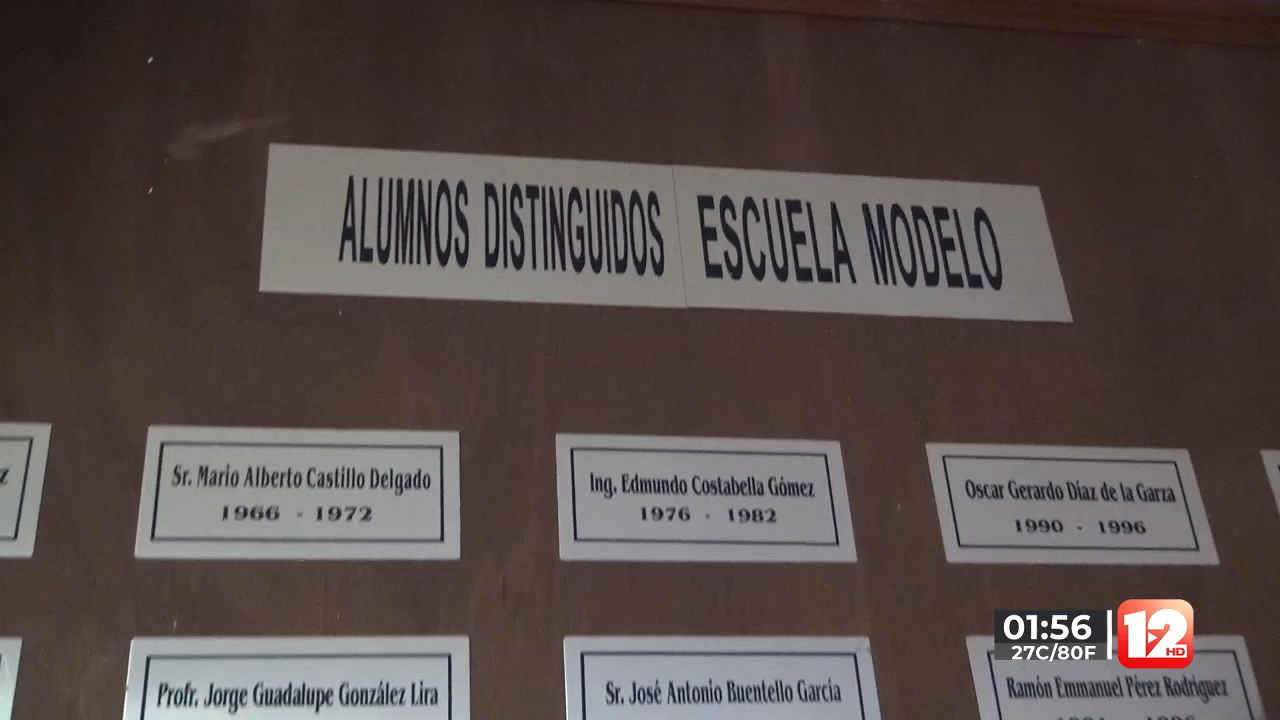 ALUMNOS DISTINGUIDOS ESCUELA MODELO
Sr. Mario Alberto Castillo Delgado
1966 - 1972
Ing. Edmundo Costabella Gómez
1976 - 1982
Oscar Gerardo Díaz de la Garza
1990 - 1996
Profr. Jorge Guadalupe González Lira
Sr. José Antonio Buentello García
Ramón Emmanuel Pérez Rodríguez
01:56
27C/80F
12
HD